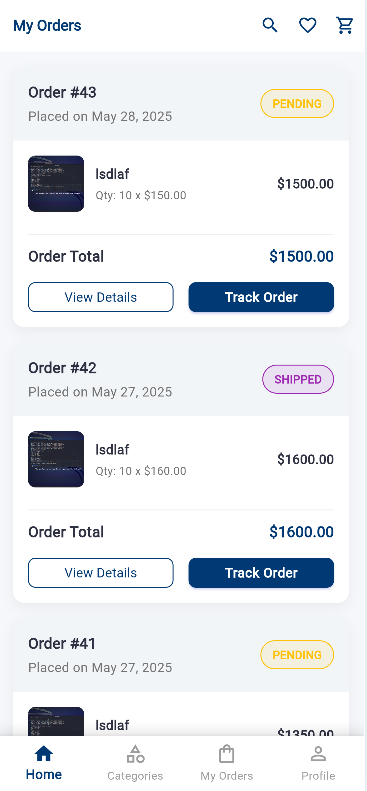 My Orders
Order #43
Placed on May 28, 2025
PENDING
lsdlaf
Qty: 10 x $150.00
$1500.00
Order Total
$1500.00
View Details
Track Order
Order #42
Placed on May 27, 2025
SHIPPED
lsdlaf
Qty: 10 x $160.00
$1600.00
Order Total
$1600.00
View Details
Track Order
Order #41
Placed on May 27, 2025
PENDING
lsdlaf
$1350.00
Home
Categories
My Orders
Profile